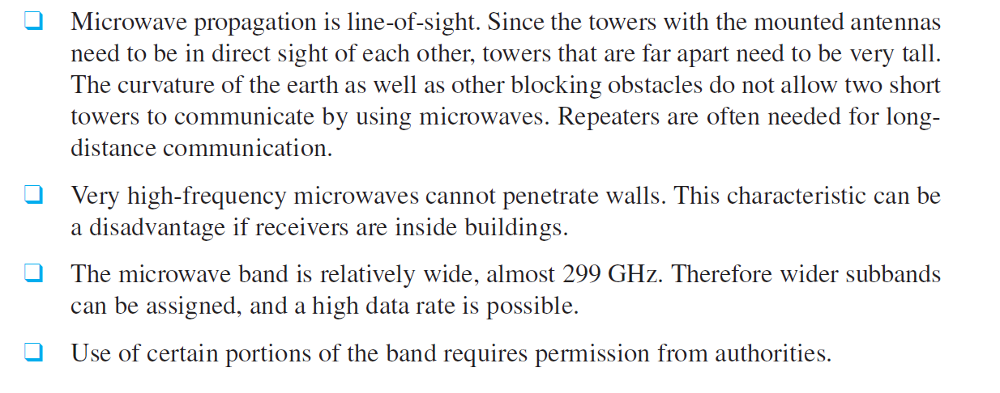 ❏ Microwave propagation is line-of-sight. Since the towers with the mounted antennas
need to be in direct sight of each other, towers that are far apart need to be very tall.
The curvature of the earth as well as other blocking obstacles do not allow two short
towers to communicate by using microwaves. Repeaters are often needed for long-
distance communication.
❏ Very high-frequency microwaves cannot penetrate walls. This characteristic can be
a disadvantage if receivers are inside buildings.
❏ The microwave band is relatively wide, almost 299 GHz. Therefore wider subbands
can be assigned, and a high data rate is possible.
❏ Use of certain portions of the band requires permission from authorities.